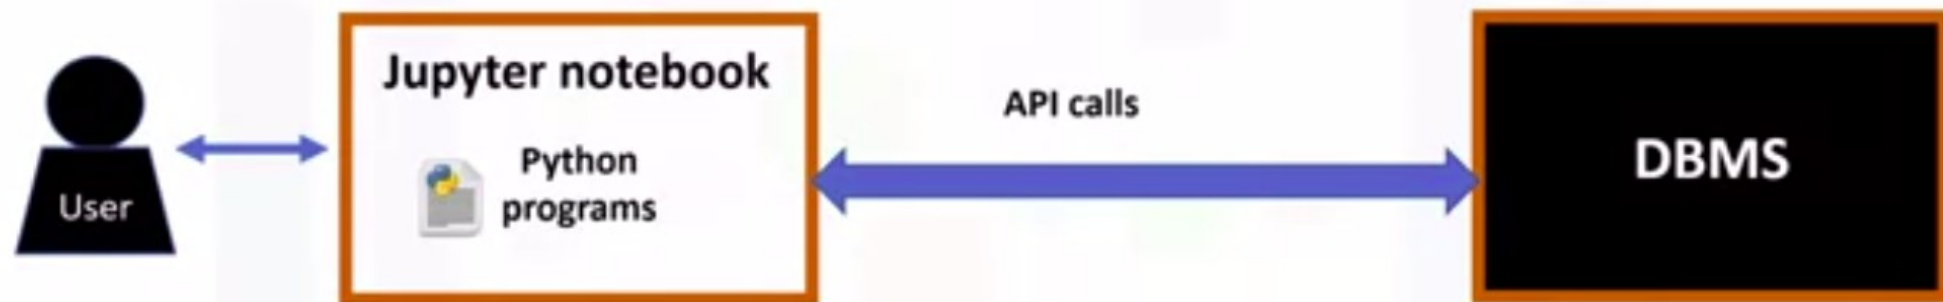 User
Jupyter notebook
Python
programs
API calls
DBMS